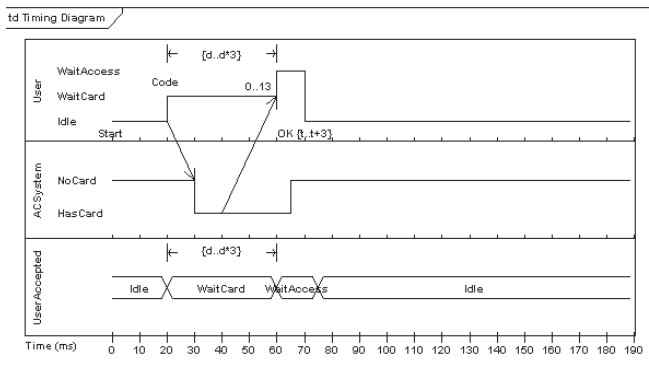 td Timing Diagram
{d..d*3}
WaitAccess
Code
0..13
User
WaitCard
Idle
Start
OK {t..t+3}
ACSystem
NoCard
HasCard
{d..d*3}
UserAccepted
Idle WaitCard WaitAccess Idle
Time (ms)
0 10 20 30 40 50 60 70 80 90 100 110 120 130 140 150 160 170 180 190